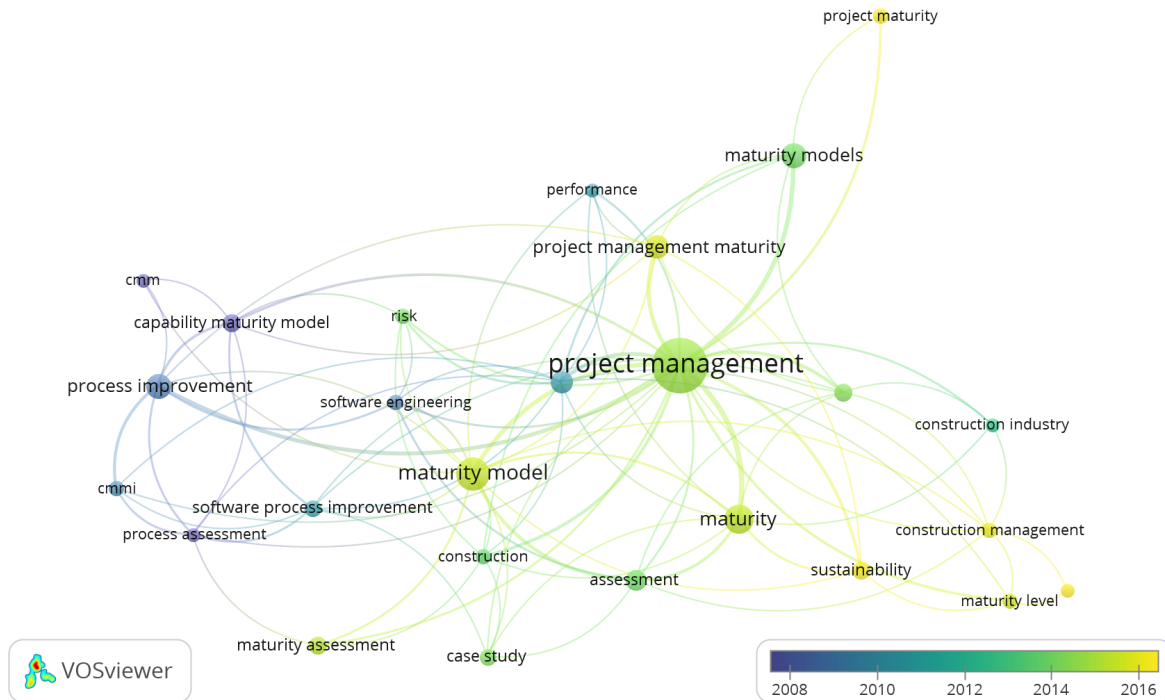 project maturity
maturity models
performance
project management maturity
cmm
capability maturity model
risk
project management
process improvement
software engineering
construction industry
maturity model
cmmi
software process improvement
maturity
process assessment
construction management
construction
sustainability
assessment
maturity level
maturity assessment
case study
VOSviewer
2008 2010 2012 2014 2016